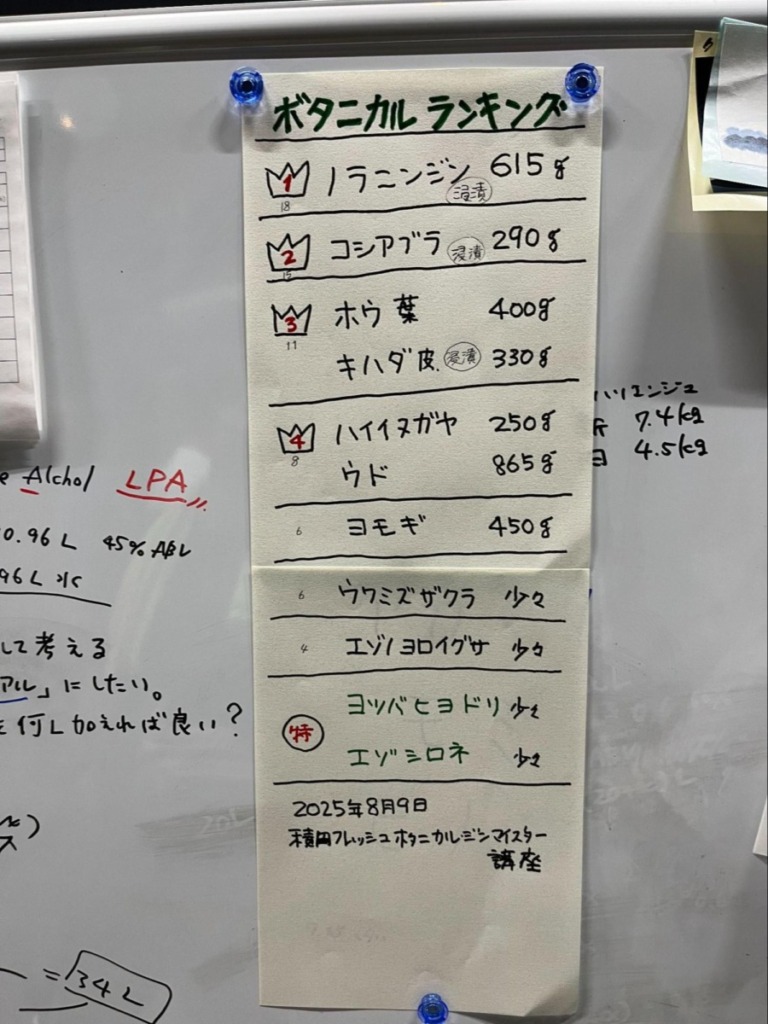 ボタニカル ランキング
1 ノラニンジン 615g
浸漬
18
2 コシアブラ 浸漬 290g
15
3 ホウ葉 400g
11
キハダ皮 浸漬 330g
4 ハイイヌガヤ 250g
8
ウド 865g
6 ヨモギ 450g
6 ウワミズザクラ 少々
4 エゾノヨロイグサ 少々
特 ヨツバヒヨドリ 少々
エゾシロネ 少々
2025年8月9日
積円フレッシュボタニカルジンマイスター
講座
e Alchol LPA
0.96L 45%ABV
96L 水
して考える
アル」にしたい。
を何L加えれば良い?
=34L
ハリエンジュ
7.4kg
ヨ 4.5kg